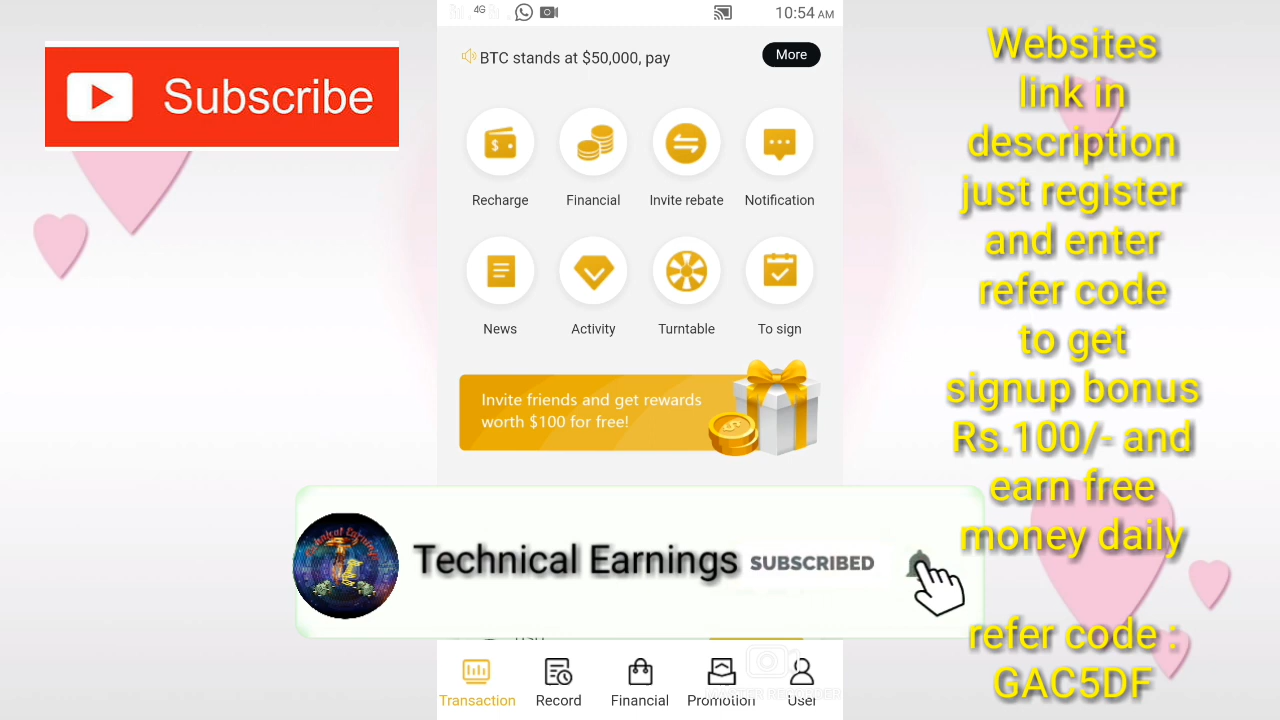 4G
10:54 AM
BTC stands at $50,000, pay
More
Subscribe
Recharge
Financial
Invite rebate
Notification
News
Activity
Turntable
To sign
Invite friends and get rewards
worth $100 for free!
Technical Earnings
SUBSCRIBED
Transaction
Record
Financial
Promotion
User
Websites
link in
description
just register
and enter
refer code
to get
signup bonus
Rs.100/- and
earn free
money daily
refer code :
GAC5DF